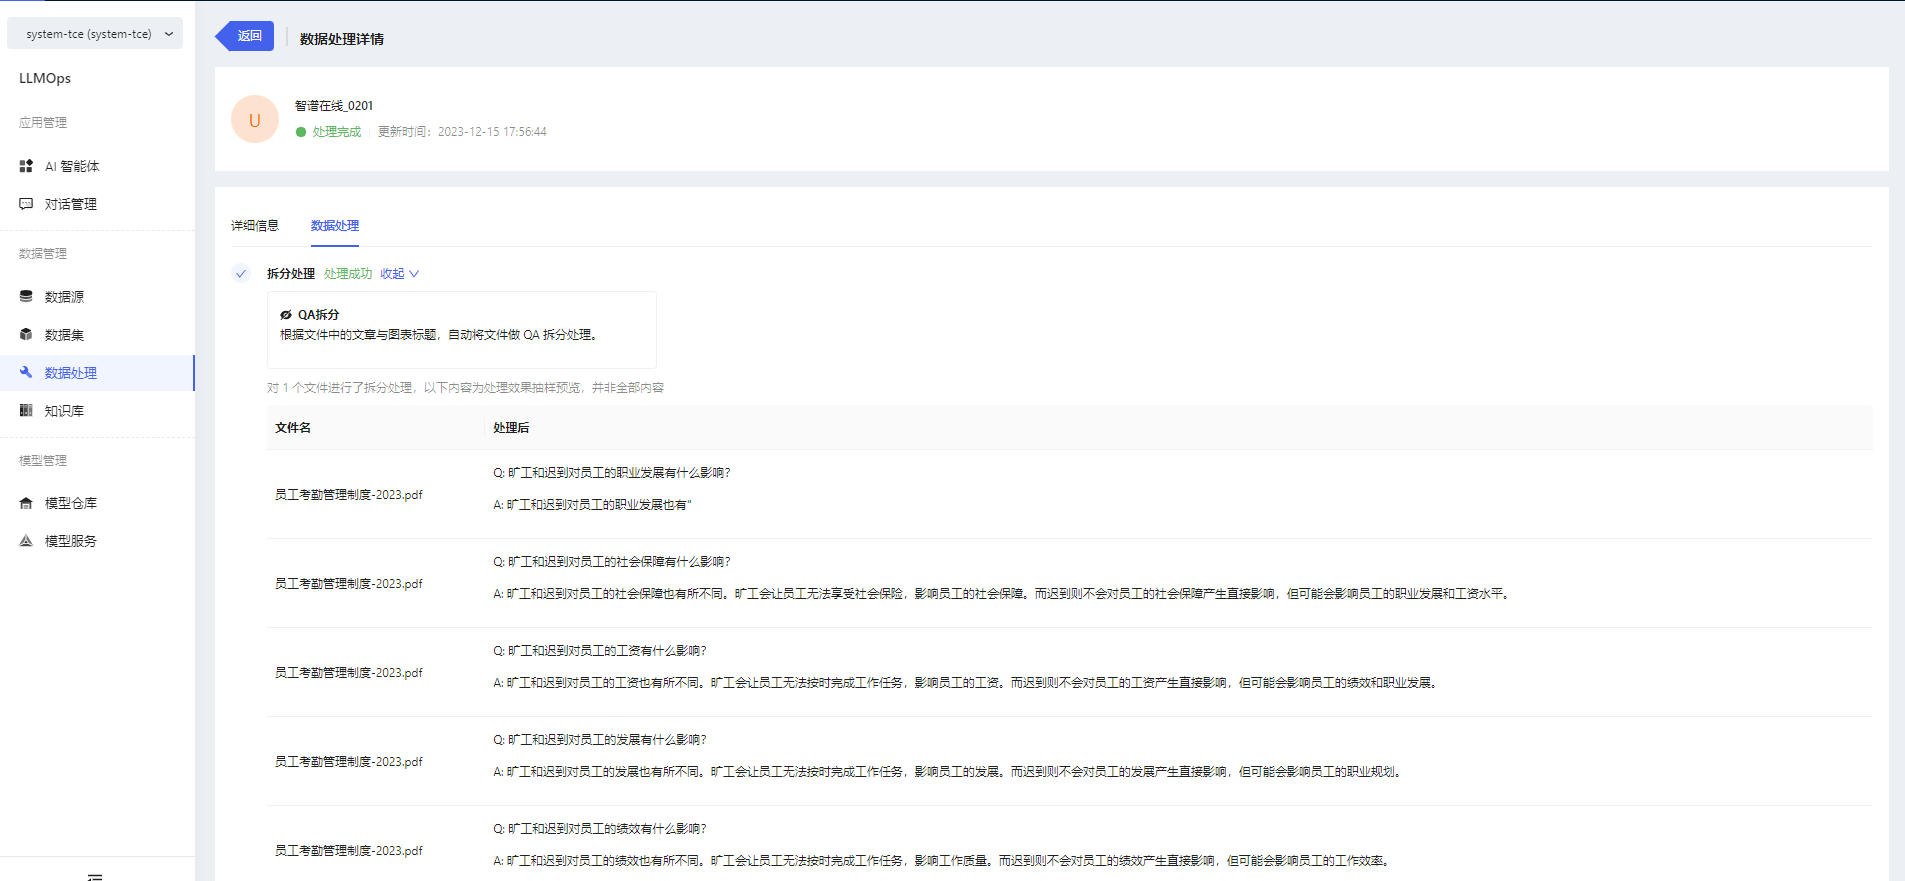 system-tce (system-tce)
LLMOps
应用管理
AI 智能体
对话管理
数据管理
数据源
数据集
数据处理
知识库
模型管理
模型仓库
模型服务
返回
数据处理详情
U
智谱在线_0201
处理完成 更新时间：2023-12-15 17:56:44
详细信息 数据处理
拆分处理 处理成功 收起
QA拆分
根据文件中的文章与图表标题，自动将文件做 QA 拆分处理。
对 1 个文件进行了拆分处理，以下内容为处理效果抽样预览，并非全部内容
文件名 处理后
员工考勤管理制度-2023.pdf
Q: 旷工和迟到对员工的职业发展有什么影响?
A: 旷工和迟到对员工的职业发展也有"
员工考勤管理制度-2023.pdf
Q: 旷工和迟到对员工的社会保障有什么影响?
A: 旷工和迟到对员工的社会保障也有所不同。旷工会让员工无法享受社会保险，影响员工的社会保障。而迟到则不会对员工的社会保障产生直接影响，但可能会影响员工的职业发展和工资水平。
员工考勤管理制度-2023.pdf
Q: 旷工和迟到对员工的工资有什么影响?
A: 旷工和迟到对员工的工资也有所不同。旷工会让员工无法按时完成工作任务，影响员工的工资。而迟到则不会对员工的工资产生直接影响，但可能会影响员工的绩效和职业发展。
员工考勤管理制度-2023.pdf
Q: 旷工和迟到对员工的发展有什么影响?
A: 旷工和迟到对员工的发展也有所不同。旷工会让员工无法按时完成工作任务，影响员工的发展。而迟到则不会对员工的发展产生直接影响，但可能会影响员工的职业规划。
员工考勤管理制度-2023.pdf
Q: 旷工和迟到对员工的绩效有什么影响?
A: 旷工和迟到对员工的绩效也有所不同。旷工会让员工无法按时完成工作任务，影响工作质量。而迟到则不会对员工的绩效产生直接影响，但可能会影响员工的工作效率。